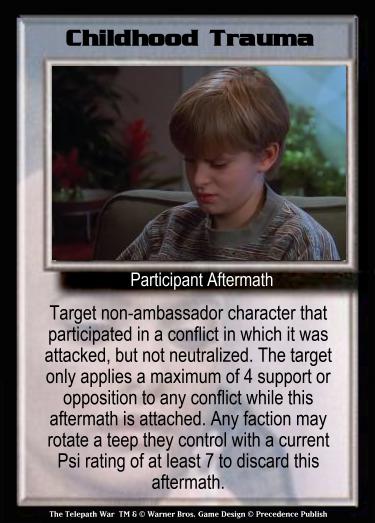 Childhood Trauma
Participant Aftermath
Target non-ambassador character that
participated in a conflict in which it was
attacked, but not neutralized. The target
only applies a maximum of 4 support or
opposition to any conflict while this
aftermath is attached. Any faction may
rotate a teep they control with a current
Psi rating of at least 7 to discard this
aftermath.
The Telepath War TM & © Warner Bros. Game Design © Precedence Publish